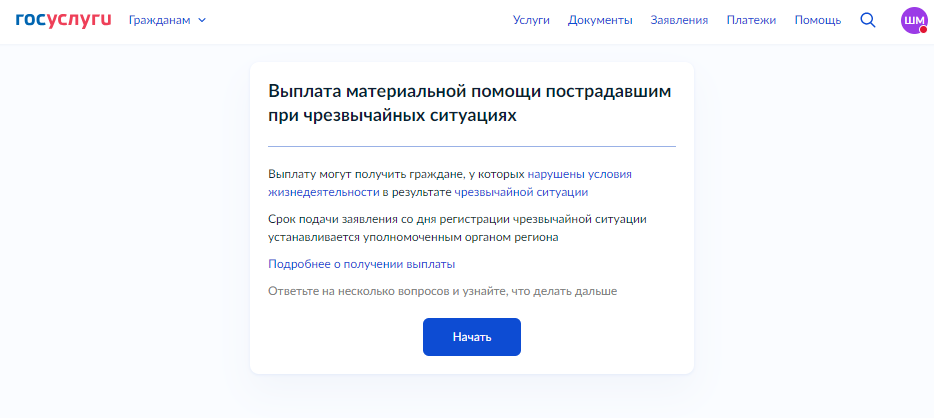 госуслуги Гражданам Услуги Документы Заявления Платежи Помощь ШМ
Выплата материальной помощи пострадавшим
при чрезвычайных ситуациях
Выплату могут получить граждане, у которых нарушены условия
жизнедеятельности в результате чрезвычайной ситуации
Срок подачи заявления со дня регистрации чрезвычайной ситуации
устанавливается уполномоченным органом региона
Подробнее о получении выплаты
Ответьте на несколько вопросов и узнайте, что делать дальше
Начать